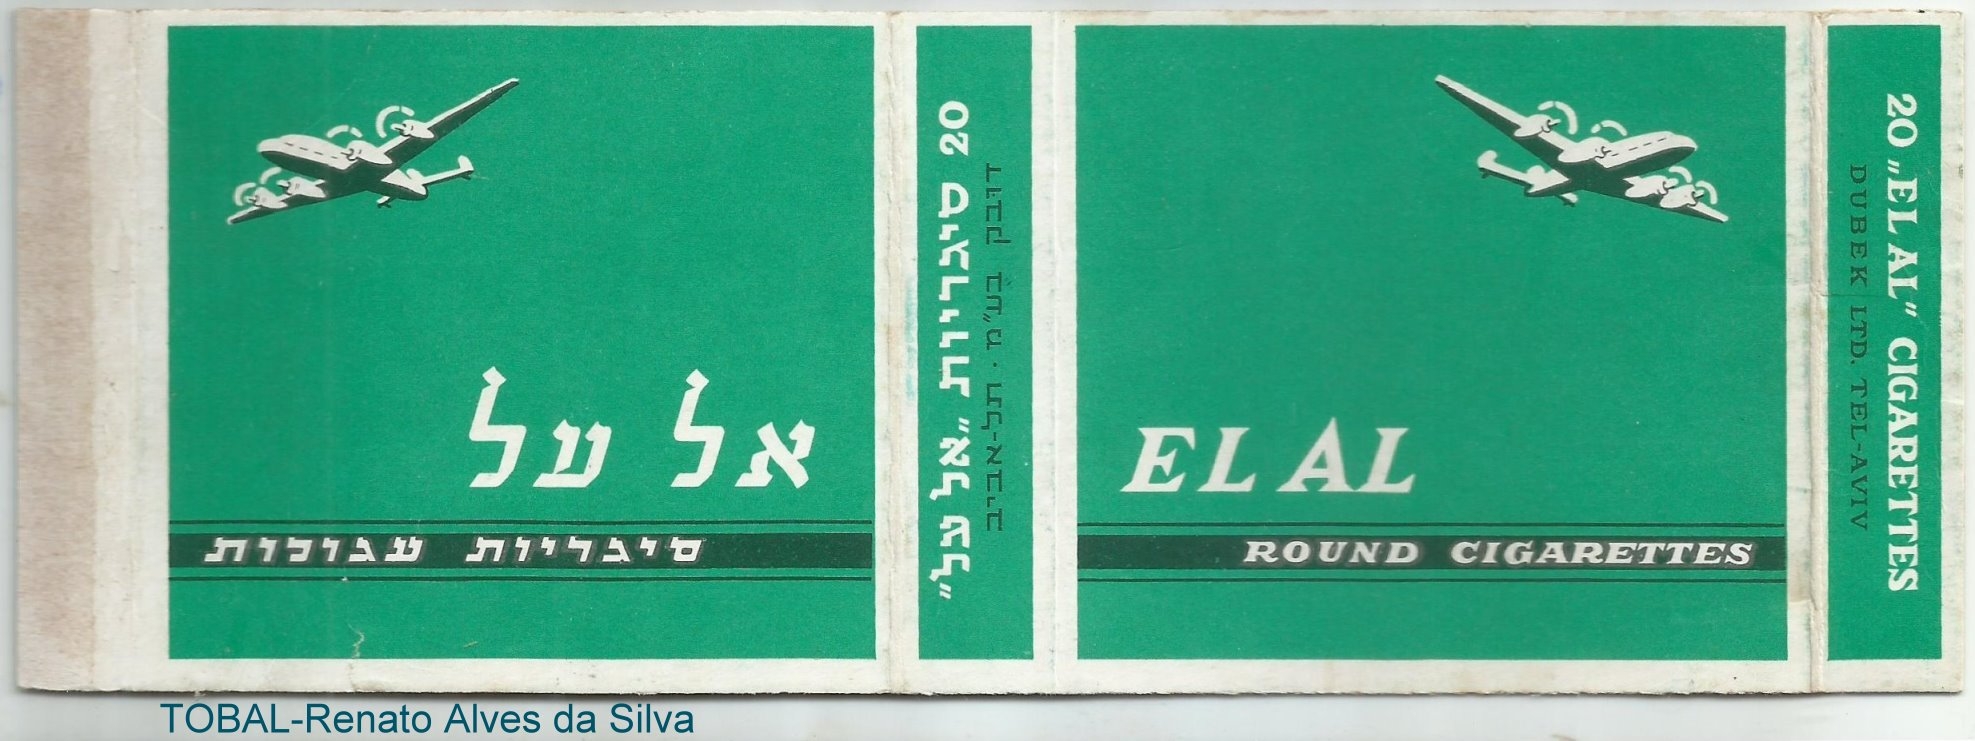 אל על
סיגריות עגולות
20 סיגריות „אל על”
דובק בע״מ · תל-אביב
EL AL
ROUND CIGARETTES
20 „EL AL” CIGARETTES
DUBEK LTD. TEL-AVIV
TOBAL-Renato Alves da Silva